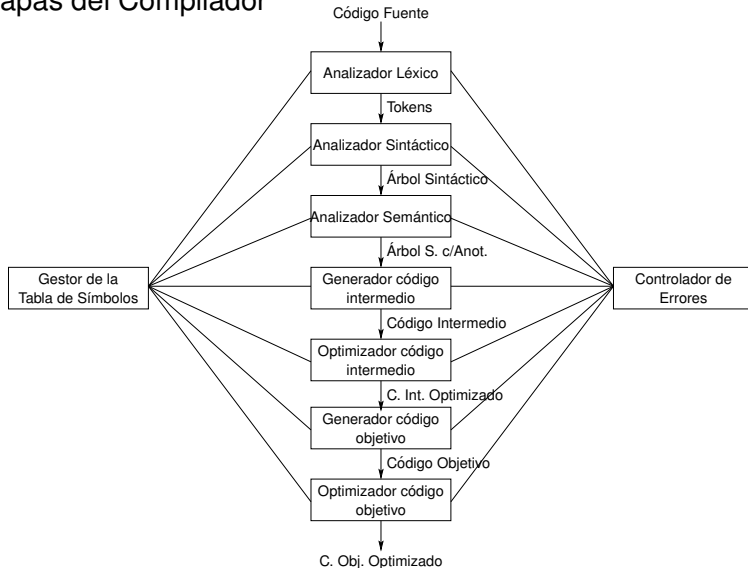 apas del Compilador
Código Fuente
Analizador Léxico
Tokens
Analizador Sintáctico
Árbol Sintáctico
Analizador Semántico
Árbol S. c/Anot.
Gestor de la
Tabla de Símbolos
Generador código
intermedio
Controlador de
Errores
Código Intermedio
Optimizador código
intermedio
C. Int. Optimizado
Generador código
objetivo
Código Objetivo
Optimizador código
objetivo
C. Obj. Optimizado